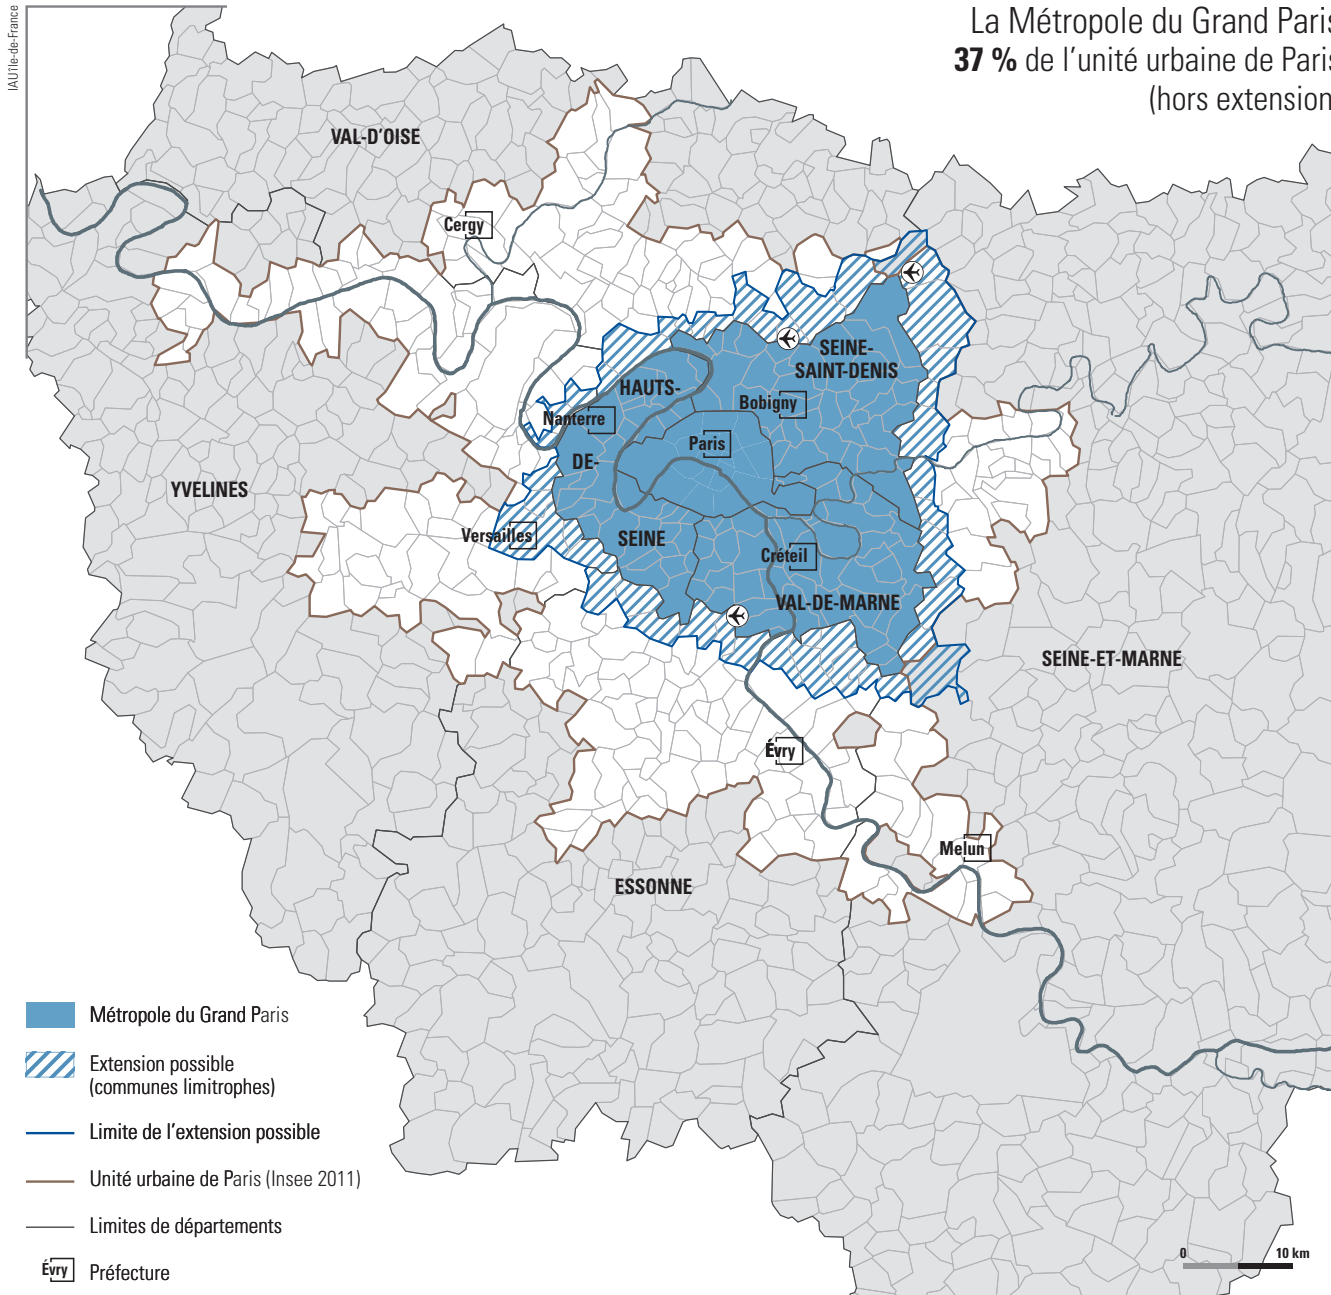 IAU île-de-France
La Métropole du Grand Paris
37 % de l'unité urbaine de Paris
(hors extension
VAL-D'OISE
Cergy
SEINE-
SAINT-DENIS
HAUTS-
Bobigny
Nanterre
Paris
DE-
YVELINES
Versailles
SEINE
Créteil
VAL-DE-MARNE
SEINE-ET-MARNE
Évry
Melun
ESSONNE
Métropole du Grand Paris
Extension possible
(communes limitrophes)
Limite de l'extension possible
Unité urbaine de Paris (Insee 2011)
Limites de départements
Évry Préfecture
0 10 km